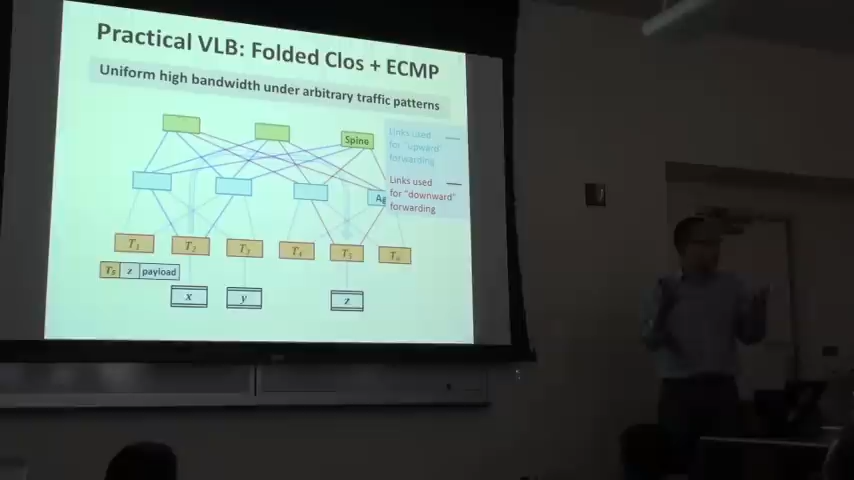 Practical VLB: Folded Clos + ECMP
Uniform high bandwidth under arbitrary traffic patterns
Spine
Links used
for "upward"
forwarding
Links used
for "downward"
forwarding
T1 T2 T3 T4 T5 T6
T5 z payload
x y z